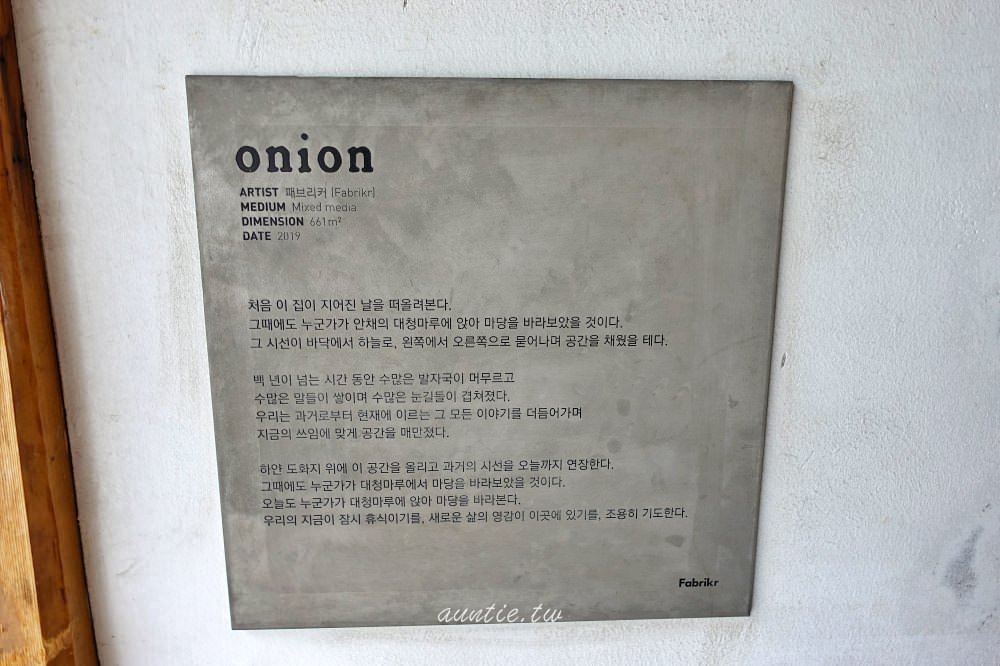 onion
ARTIST 패브리커 (Fabrikr)
MEDIUM Mixed media
DIMENSION 661m²
DATE 2019
처음 이 집이 지어진 날을 떠올려본다.
그때에도 누군가가 안채의 대청마루에 앉아 마당을 바라보았을 것이다.
그 시선이 바닥에서 하늘로, 왼쪽에서 오른쪽으로 묻어나며 공간을 채웠을 테다.
백 년이 넘는 시간 동안 수많은 발자국이 머무르고
수많은 말들이 쌓이며 수많은 눈길들이 겹쳐졌다.
우리는 과거로부터 현재에 이르는 그 모든 이야기를 더듬어가며
지금의 쓰임에 맞게 공간을 매만졌다.
하얀 도화지 위에 이 공간을 올리고 과거의 시선을 오늘까지 연장한다.
그때에도 누군가가 대청마루에서 마당을 바라보았을 것이다.
오늘도 누군가가 대청마루에 앉아 마당을 바라본다.
우리의 지금이 잠시 휴식이기를, 새로운 삶의 영감이 이곳에 있기를, 조용히 기도한다.
Fabrikr
auntie.tw